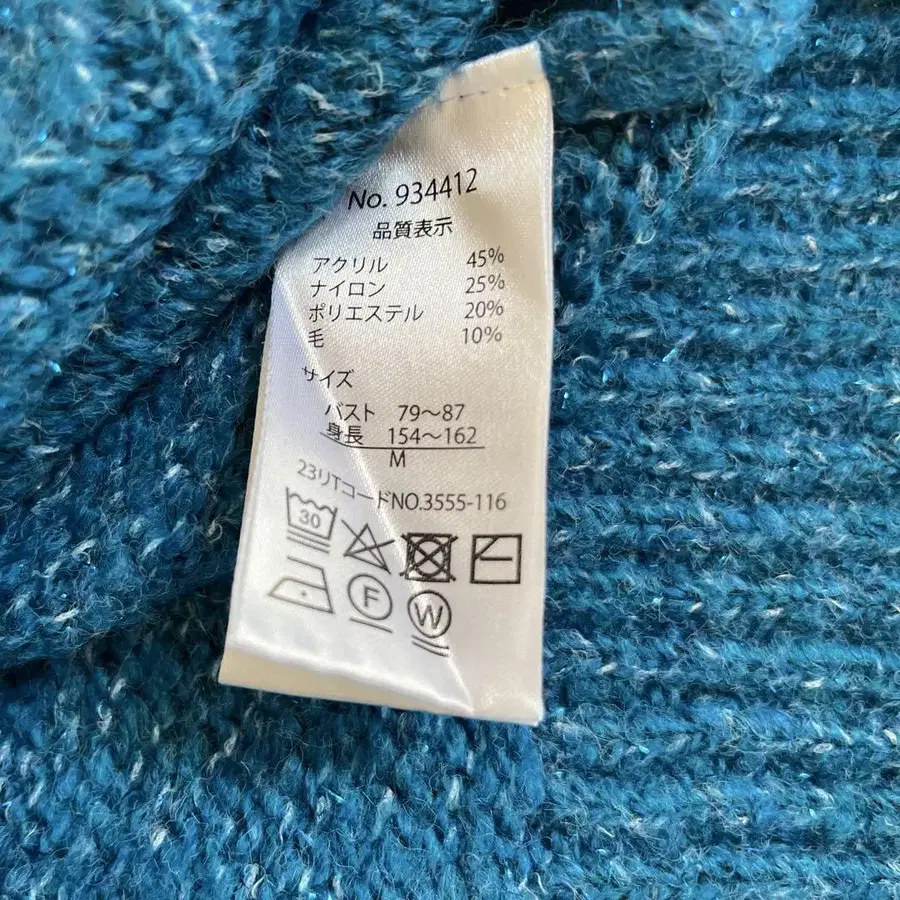 No. 934412
品質表示
アクリル 45%
ナイロン 25%
ポリエステル 20%
毛 10%
サイズ
バスト 79〜87
身長 154〜162
M
23リTコードNO.3555-116
30
F
W